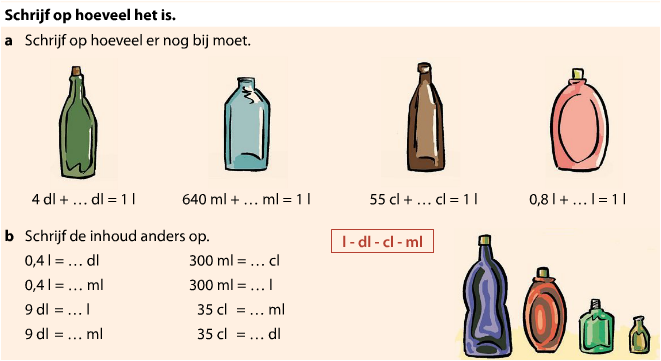 Schrijf op hoeveel het is.
a Schrijf op hoeveel er nog bij moet.
4 dl + … dl = 1 l
640 ml + … ml = 1 l
55 cl + … cl = 1 l
0,8 l + … l = 1 l
b Schrijf de inhoud anders op.
l - dl - cl - ml
0,4 l = … dl
0,4 l = … ml
9 dl = … l
9 dl = … ml
300 ml = … cl
300 ml = … l
35 cl = … ml
35 cl = … dl